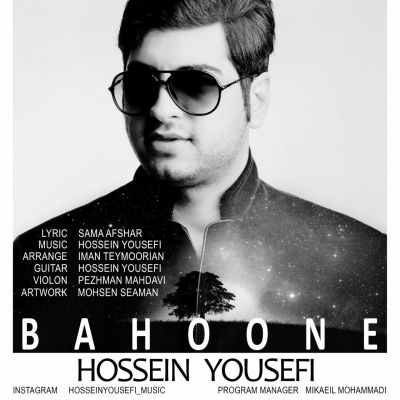 LYRIC SAMA AFSHAR
MUSIC HOSSEIN YOUSEFI
ARRANGE IMAN TEYMOORIAN
GUITAR HOSSEIN YOUSEFI
VIOLON PEZHMAN MAHDAVI
ARTWORK MOHSEN SEAMAN
BAHOONE
HOSSEIN YOUSEFI
INSTAGRAM HOSSEINYOUSEFI_MUSIC PROGRAM MANAGER MIKAEIL MOHAMMADI